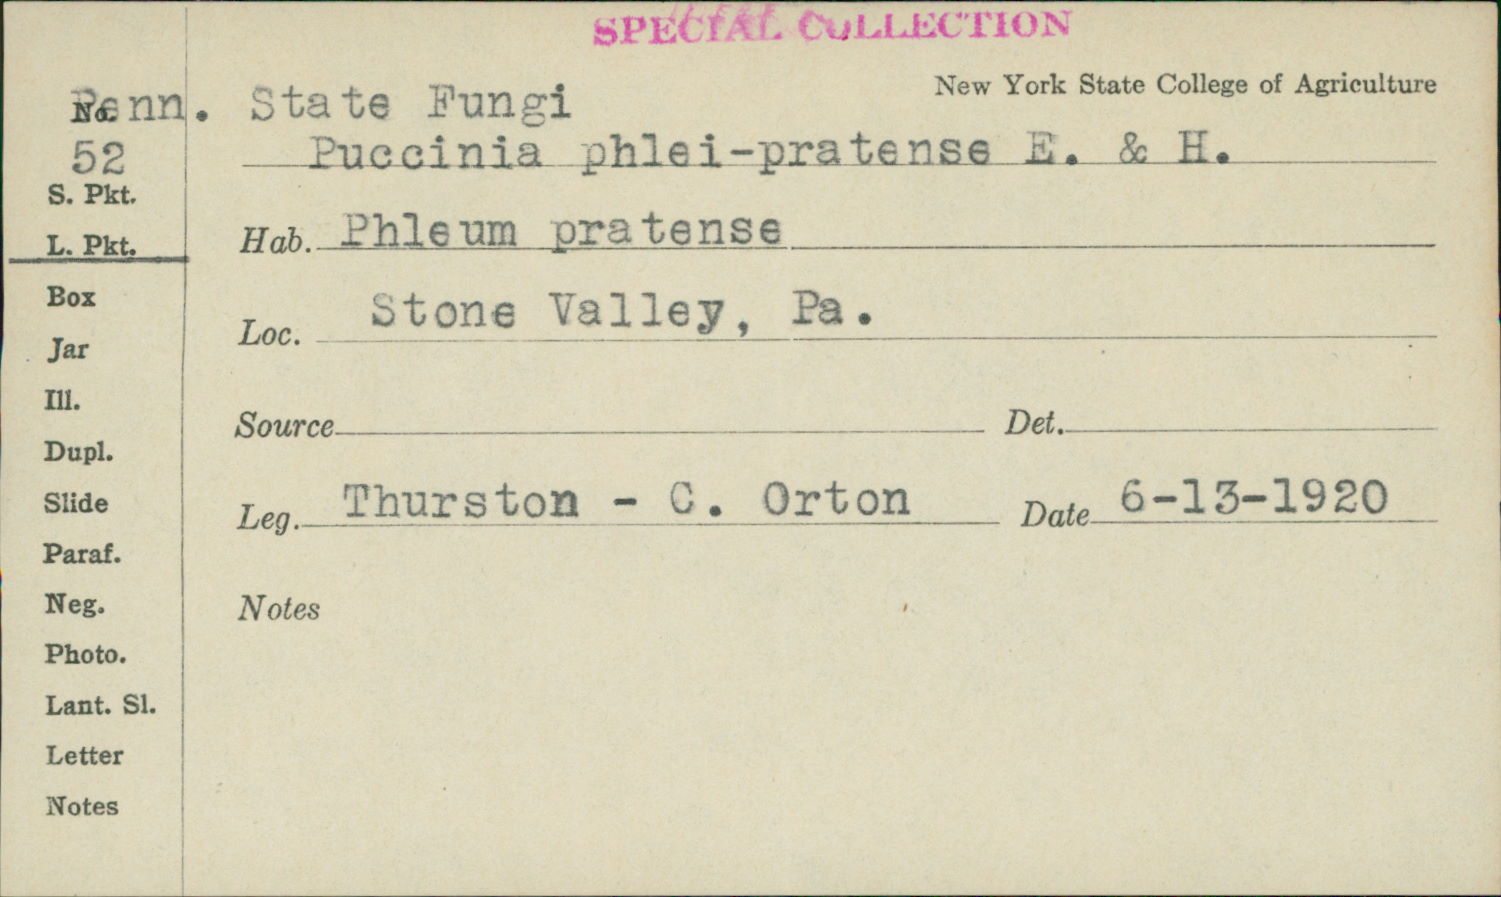 SPECIAL COLLECTION
New York State College of Agriculture
No.
Penn. State Fungi
52
Puccinia phlei-pratense E. & H.
S. Pkt.
L. Pkt.
Hab. Phleum pratense
Box
Loc. Stone Valley, Pa.
Jar
Ill.
Source
Det.
Dupl.
Slide
Leg. Thurston - C. Orton
Date 6-13-1920
Paraf.
Neg.
Notes
Photo.
Lant. Sl.
Letter
Notes